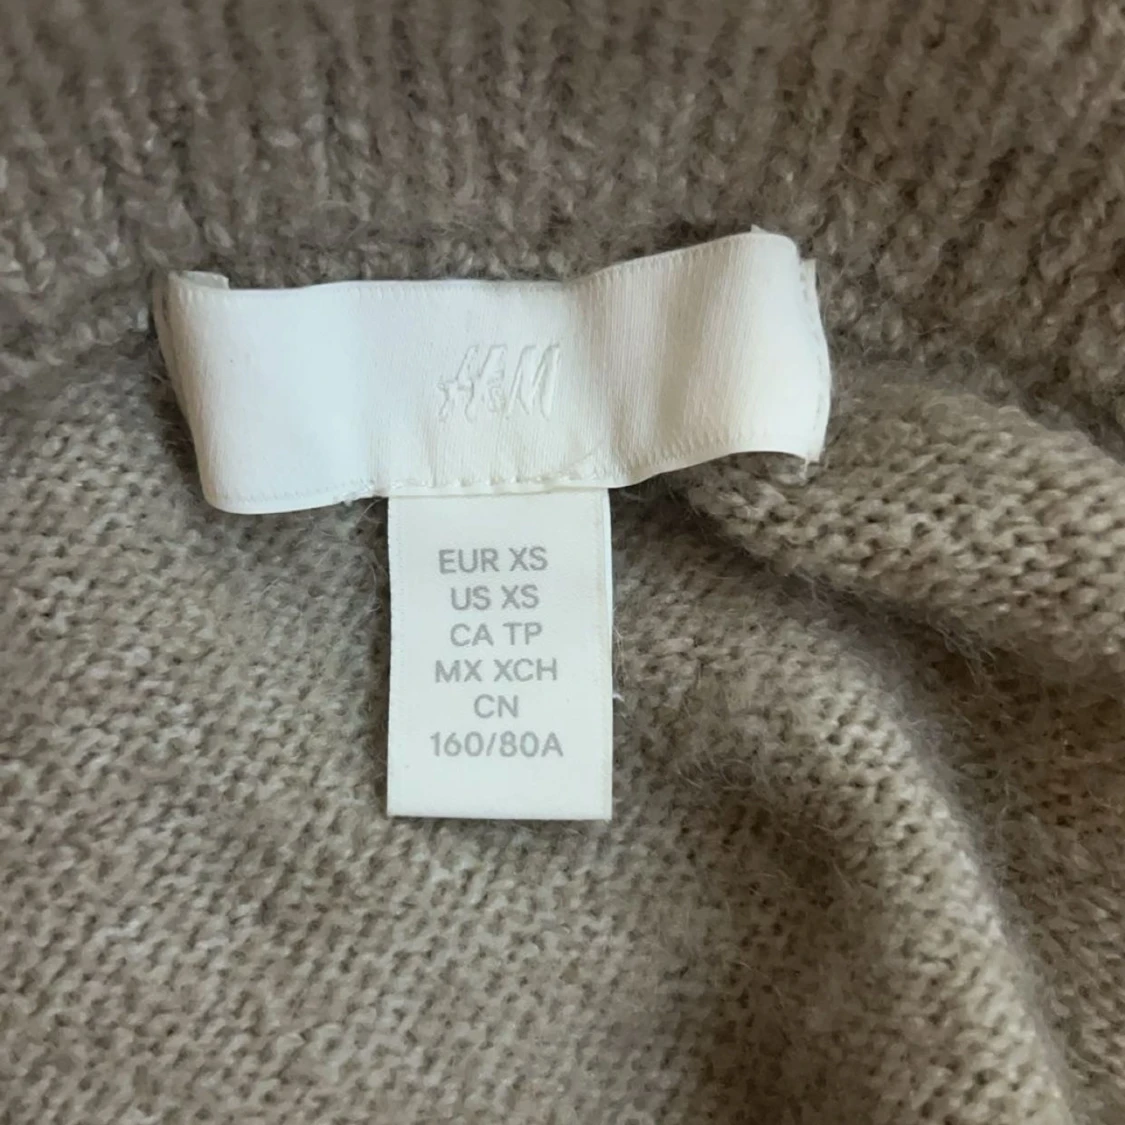 H&M
EUR XS
US XS
CA TP
MX XCH
CN
160/80A